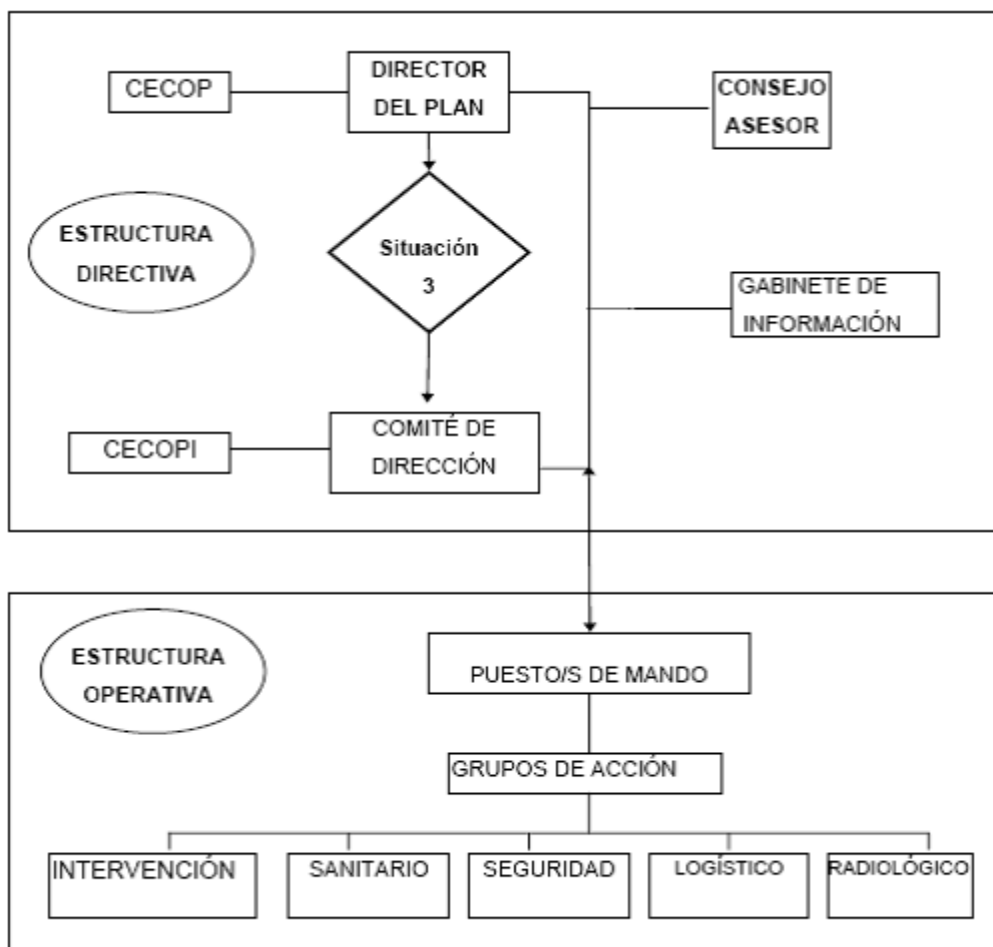 CECOP
DIRECTOR
DEL PLAN
CONSEJO
ASESOR
ESTRUCTURA
DIRECTIVA
Situación
3
GABINETE DE
INFORMACIÓN
CECOPI
COMITÉ DE
DIRECCIÓN
ESTRUCTURA
OPERATIVA
PUESTO/S DE MANDO
GRUPOS DE ACCIÓN
INTERVENCIÓN
SANITARIO
SEGURIDAD
LOGÍSTICO
RADIOLÓGICO